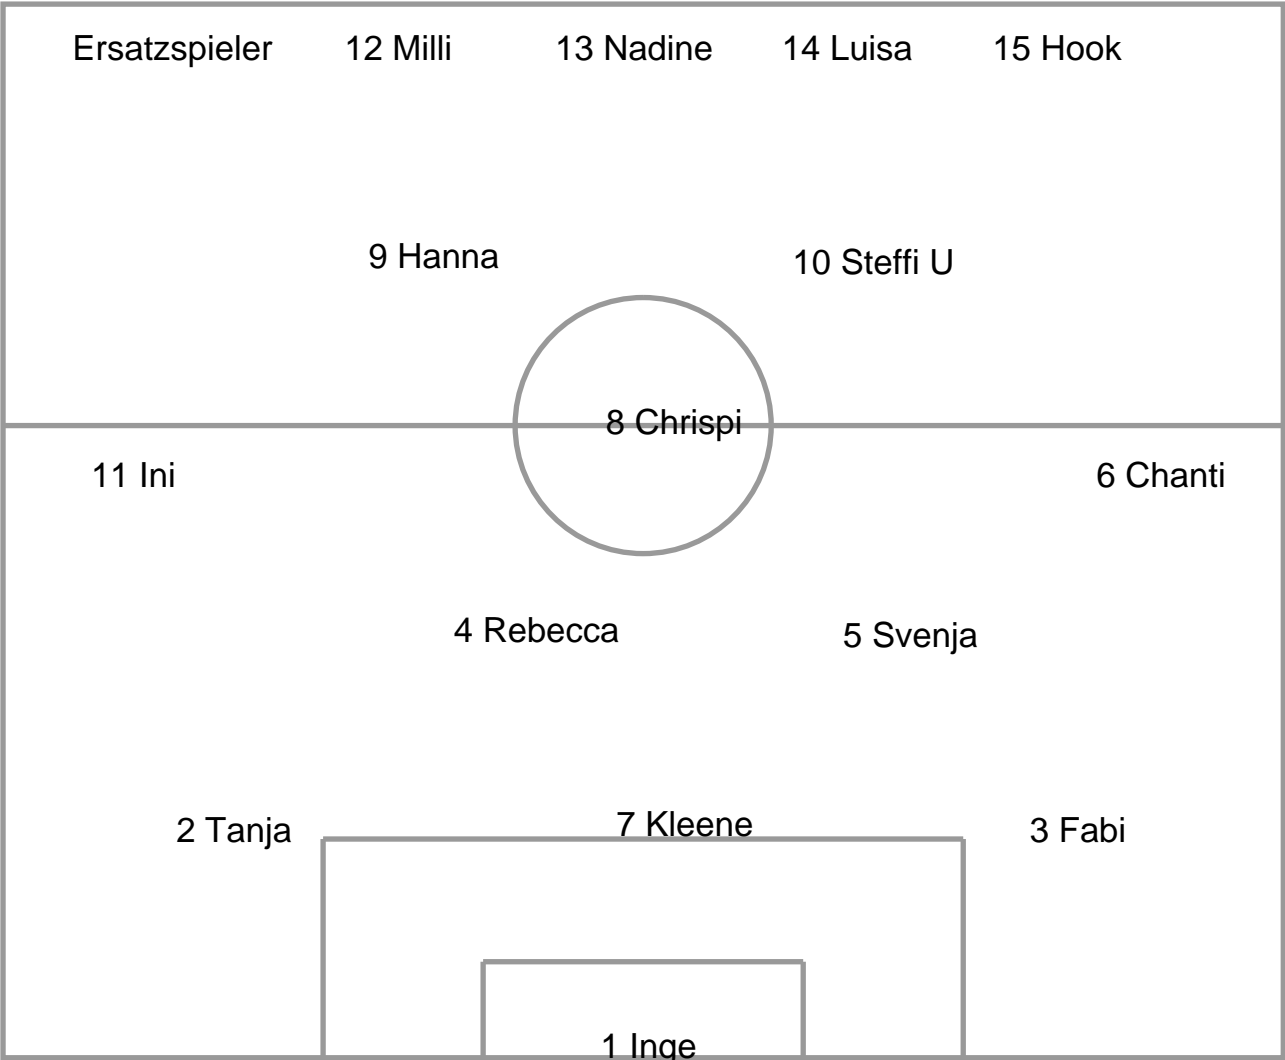 Ersatzspieler 12 Milli 13 Nadine 14 Luisa 15 Hook
9 Hanna 10 Steffi U
8 Chrispi
11 Ini 6 Chanti
4 Rebecca 5 Svenja
7 Kleene
2 Tanja 3 Fabi
1 Inge